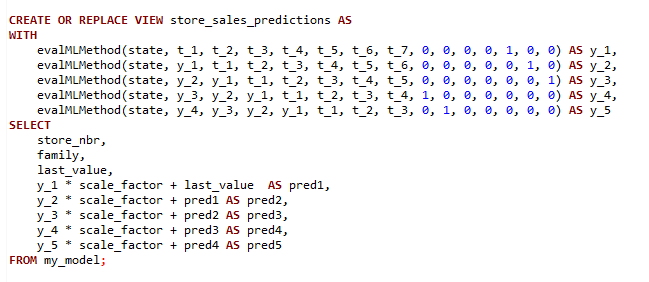 CREATE OR REPLACE VIEW store_sales_predictions AS
WITH
    evalMLMethod(state, t_1, t_2, t_3, t_4, t_5, t_6, t_7, 0, 0, 0, 0, 1, 0, 0) AS y_1,
    evalMLMethod(state, y_1, t_1, t_2, t_3, t_4, t_5, t_6, 0, 0, 0, 0, 0, 1, 0) AS y_2,
    evalMLMethod(state, y_2, y_1, t_1, t_2, t_3, t_4, t_5, 0, 0, 0, 0, 0, 0, 1) AS y_3,
    evalMLMethod(state, y_3, y_2, y_1, t_1, t_2, t_3, t_4, 1, 0, 0, 0, 0, 0, 0) AS y_4,
    evalMLMethod(state, y_4, y_3, y_2, y_1, t_1, t_2, t_3, 0, 1, 0, 0, 0, 0, 0) AS y_5
SELECT
    store_nbr,
    family,
    last_value,
    y_1 * scale_factor + last_value  AS pred1,
    y_2 * scale_factor + pred1 AS pred2,
    y_3 * scale_factor + pred2 AS pred3,
    y_4 * scale_factor + pred3 AS pred4,
    y_5 * scale_factor + pred4 AS pred5
FROM my_model;